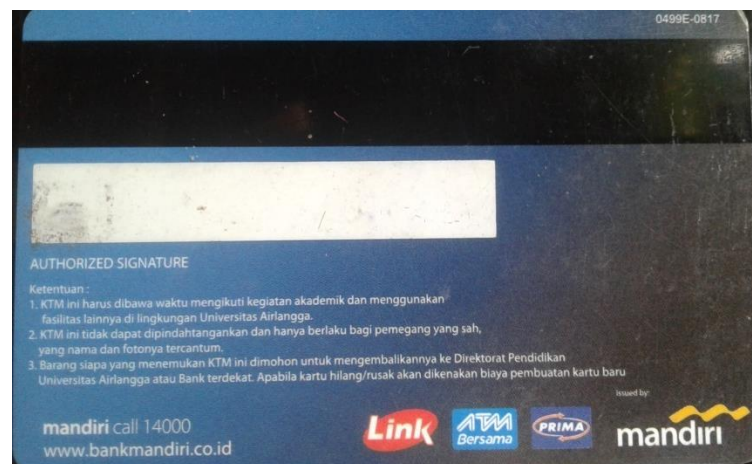 0499E-0817
AUTHORIZED SIGNATURE
Ketentuan :
1. KTM ini harus dibawa waktu mengikuti kegiatan akademik dan menggunakan
fasilitas lainnya di lingkungan Universitas Airlangga.
2. KTM ini tidak dapat dipindahtangankan dan hanya berlaku bagi pemegang yang sah,
yang nama dan fotonya tercantum.
3. Barang siapa yang menemukan KTM ini dimohon untuk mengembalikannya ke Direktorat Pendidikan
Universitas Airlangga atau Bank terdekat. Apabila kartu hilang/rusak akan dikenakan biaya pembuatan kartu baru
issued by:
mandiri call 14000
www.bankmandiri.co.id
Link
ATM
Bersama
PRIMA
mandiri